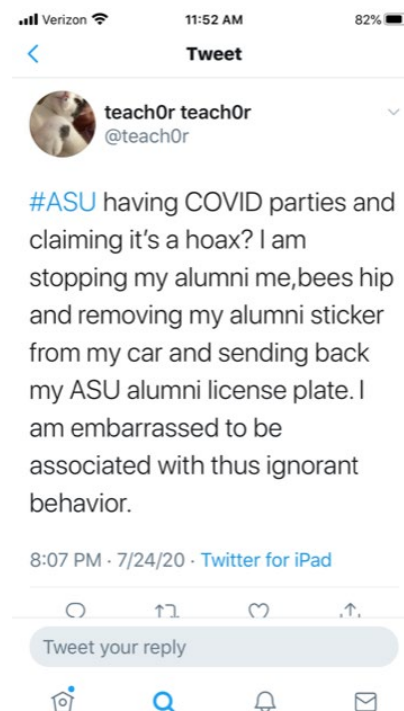 Verizon 11:52 AM 82%
Tweet
teach0r teach0r
@teach0r
#ASU having COVID parties and
claiming it's a hoax? I am
stopping my alumni me,bees hip
and removing my alumni sticker
from my car and sending back
my ASU alumni license plate. I
am embarrassed to be
associated with thus ignorant
behavior.
8:07 PM · 7/24/20 · Twitter for iPad
Tweet your reply